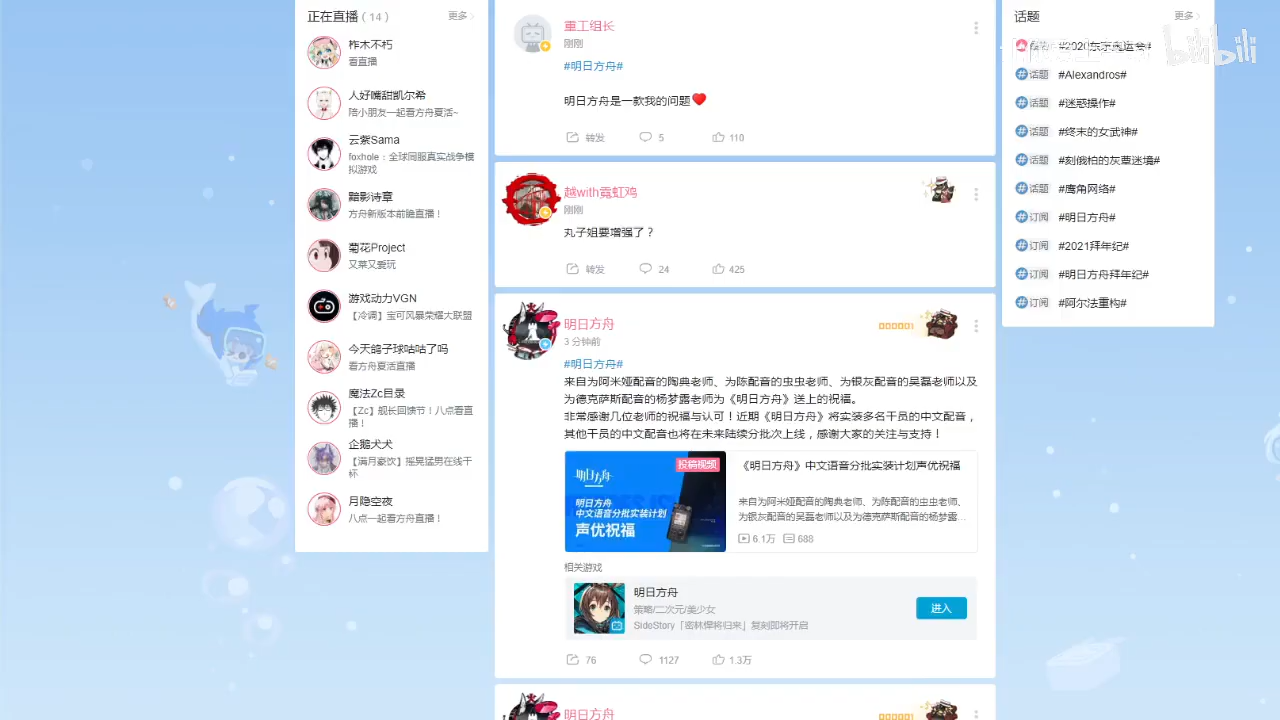 正在直播（14）
更多
柞木不朽
看直播
人好嘴甜凯尔希
陪小朋友一起看方舟夏活~
云紫Sama
foxhole：全球同服真实战争模
拟游戏
黯影诗章
方舟新版本前瞻直播！
菊花Project
又菜又爱玩
游戏动力VGN
【冷调】宝可风暴荣耀大联盟
今天鸽子球咕咕了吗
看方舟夏活直播
魔法Zc目录
【Zc】舰长回馈节！八点看直
播！
企鹅犬犬
【满月豪饮】摇晃猛男在线干
杯
月隐空夜
八点一起看方舟直播！
重工组长
刚刚
#明日方舟#
明日方舟是一款我的问题❤
转发
5
110
越with霓虹鸡
刚刚
丸子姐要增强了？
转发
24
425
明日方舟
000001
3 分钟前
#明日方舟#
来自为阿米娅配音的陶典老师、为陈配音的虫虫老师、为银灰配音的吴磊老师以及
为德克萨斯配音的杨梦露老师为《明日方舟》送上的祝福。
非常感谢几位老师的祝福与认可！近期《明日方舟》将实装多名干员的中文配音，
其他干员的中文配音也将在未来陆续分批次上线，感谢大家的关注与支持！
投稿视频
明日方舟
明日方舟
中文语音分批实装计划
声优祝福
《明日方舟》中文语音分批实装计划声优祝福
来自为阿米娅配音的陶典老师、为陈配音的虫虫老师、
为银灰配音的吴磊老师以及为德克萨斯配音的杨梦露...
6.1万
688
相关游戏
明日方舟
策略/二次元/美少女
SideStory「密林悍将归来」复刻即将开启
进入
76
1127
1.3万
明日方舟
000001
话题
更多
bilibili
话题
#Alexandros#
话题
#迷惑操作#
话题
#终末的女武神#
话题
#刻俄柏的灰蕈迷境#
话题
#鹰角网络#
订阅
#明日方舟#
订阅
#2021拜年纪#
订阅
#明日方舟拜年纪#
订阅
#阿尔法重构#